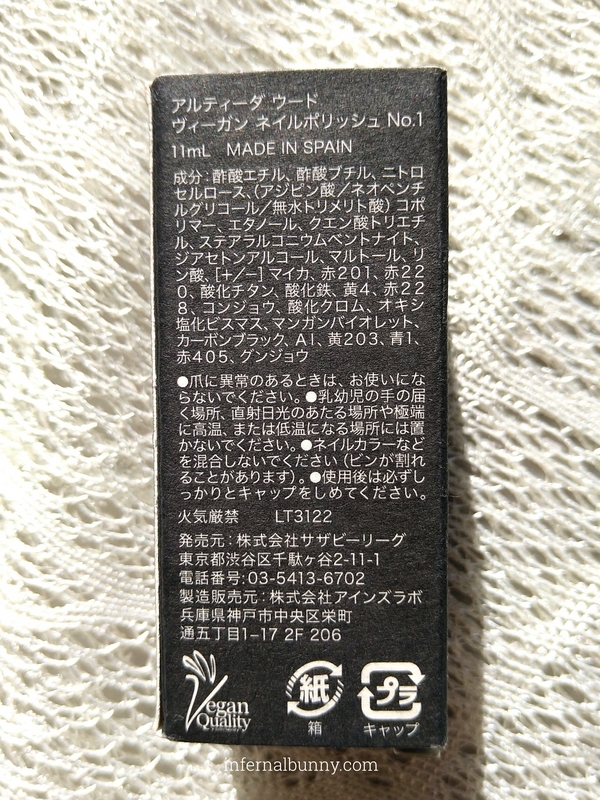 アルティーダ ウード
ヴィーガン ネイルポリッシュ No.1
11mL MADE IN SPAIN
成分：酢酸エチル、酢酸ブチル、ニトロ
セルロース、（アジピン酸／ネオペンチ
ルグリコール／無水トリメリト酸）コポ
リマー、エタノール、クエン酸トリエチ
ル、ステアラルコニウムベントナイト、
ジアセトンアルコール、マルトール、リ
ン酸、［+/−］マイカ、赤201、赤22
0、酸化チタン、酸化鉄、黄4、赤22
8、コンジョウ、酸化クロム、オキシ
塩化ビスマス、マンガンバイオレット、
カーボンブラック、Al、黄203、青1、
赤405、グンジョウ
●爪に異常のあるときは、お使いにな
らないでください。●乳幼児の手の届
く場所、直射日光のあたる場所や極端
に高温、または低温になる場所には置
かないでください。●ネイルカラーなど
を混合しないでください（ビンが割れ
ることがあります）。●使用後は必ずし
っかりとキャップをしめてください。
火気厳禁 LT3122
発売元：株式会社サザビーリーグ
東京都渋谷区千駄ヶ谷2-11-1
電話番号:03-5413-6702
製造販売元：株式会社アインズラボ
兵庫県神戸市中央区栄町
通五丁目1−17 2F 206
Vegan
Quality
紙
箱
プラ
キャップ
infernalbunny.com